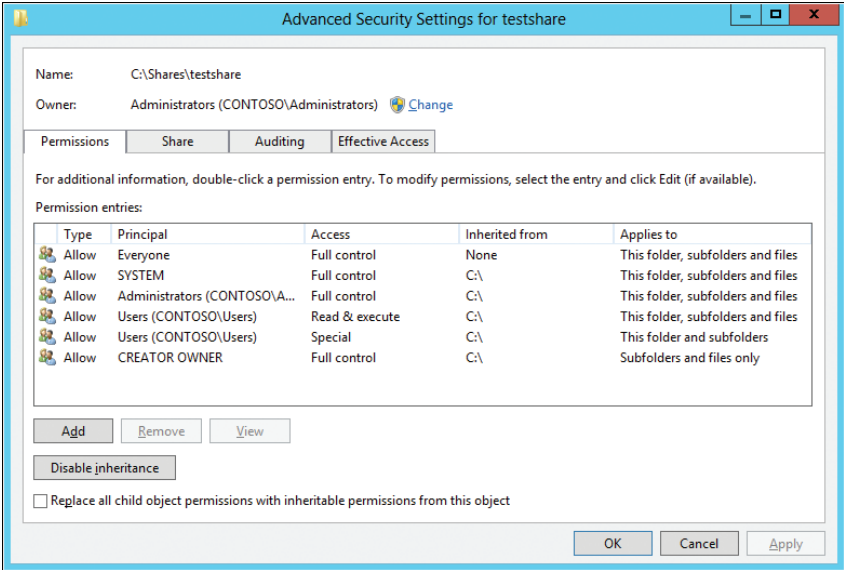 Advanced Security Settings for testshare
Name: C:\Shares\testshare
Owner: Administrators (CONTOSO\Administrators) Change
Permissions Share Auditing Effective Access
For additional information, double-click a permission entry. To modify permissions, select the entry and click Edit (if available).
Permission entries:
Type Principal Access Inherited from Applies to
Allow Everyone Full control None This folder, subfolders and files
Allow SYSTEM Full control C:\ This folder, subfolders and files
Allow Administrators (CONTOSO\A... Full control C:\ This folder, subfolders and files
Allow Users (CONTOSO\Users) Read & execute C:\ This folder, subfolders and files
Allow Users (CONTOSO\Users) Special C:\ This folder and subfolders
Allow CREATOR OWNER Full control C:\ Subfolders and files only
Add Remove View
Disable inheritance
Replace all child object permissions with inheritable permissions from this object
OK Cancel Apply